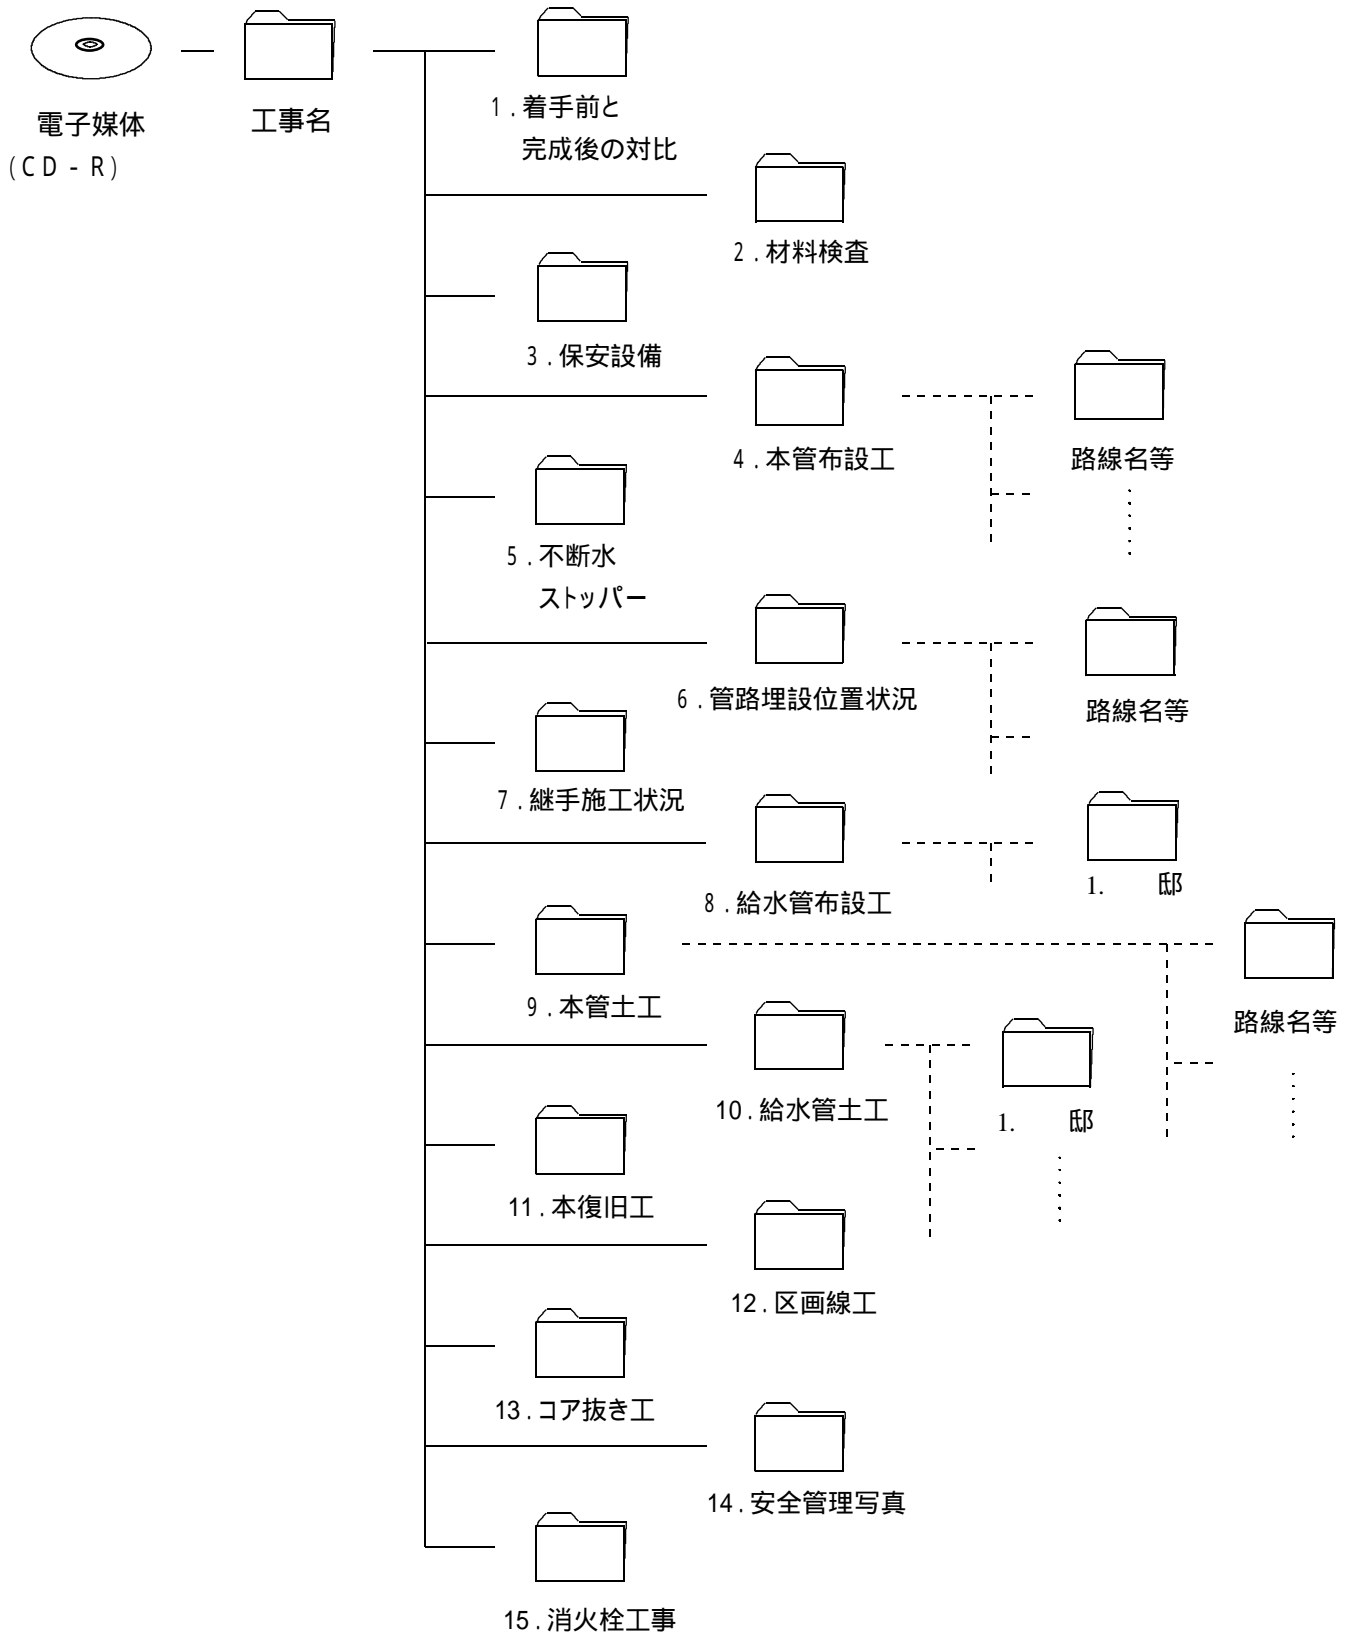 電子媒体
(CD-R)
工事名
1.着手前と
完成後の対比
2.材料検査
3.保安設備
4.本管布設工
路線名等
5.不断水
ストッパー
6.管路埋設位置状況
路線名等
7.継手施工状況
8.給水管布設工
1. 邸
9.本管土工
路線名等
10.給水管土工
1. 邸
11.本復旧工
12.区画線工
13.コア抜き工
14.安全管理写真
15.消火栓工事